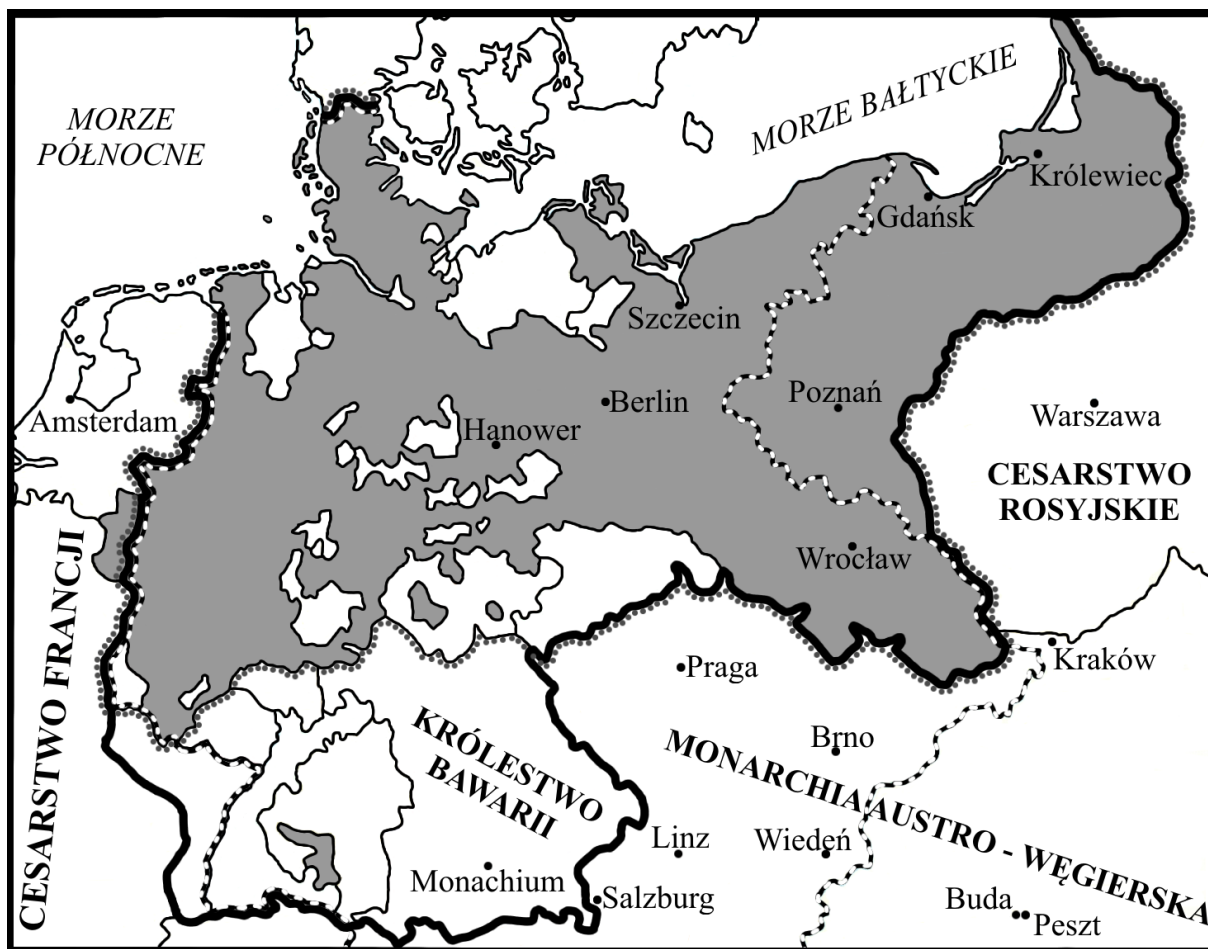 MORZE
PÓŁNOCNE
MORZE BAŁTYCKIE
Królewiec
Gdańsk
Szczecin
Amsterdam
Hanower
Berlin
Poznań
Warszawa
CESARSTWO
ROSYJSKIE
Wrocław
CESARSTWO FRANCJI
Praga
Kraków
KRÓLESTWO
BAWARII
Brno
MONARCHIA AUSTRO - WĘGIERSKA
Linz
Wiedeń
Monachium
Salzburg
Buda
Peszt